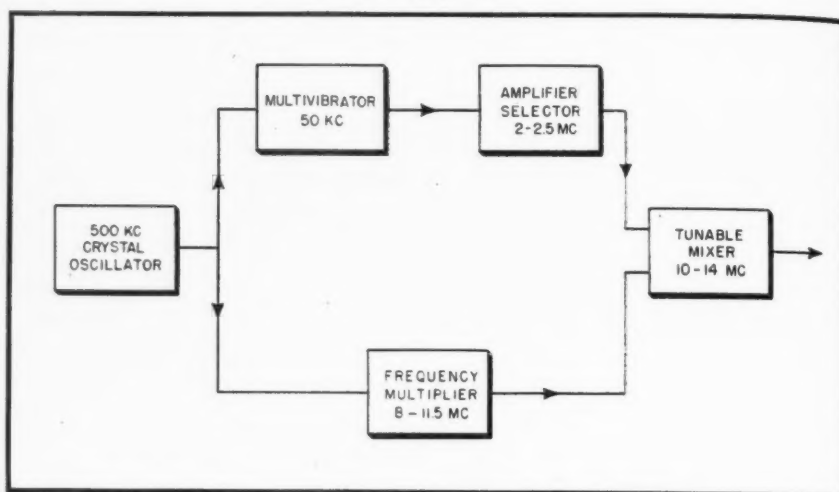 MULTIVIBRATOR
50 KC
AMPLIFIER
SELECTOR
2-2.5 MC
500 KC
CRYSTAL
OSCILLATOR
TUNABLE
MIXER
10-14 MC
FREQUENCY
MULTIPLIER
8-11.5 MC